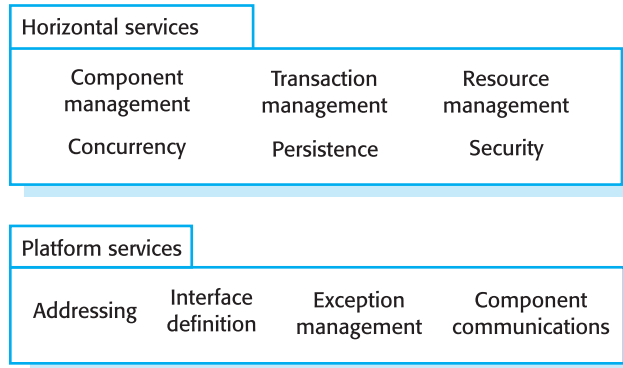 Horizontal services
Component Transaction Resource
management management management
Concurrency Persistence Security
Platform services
Addressing Interface Exception Component
definition management communications